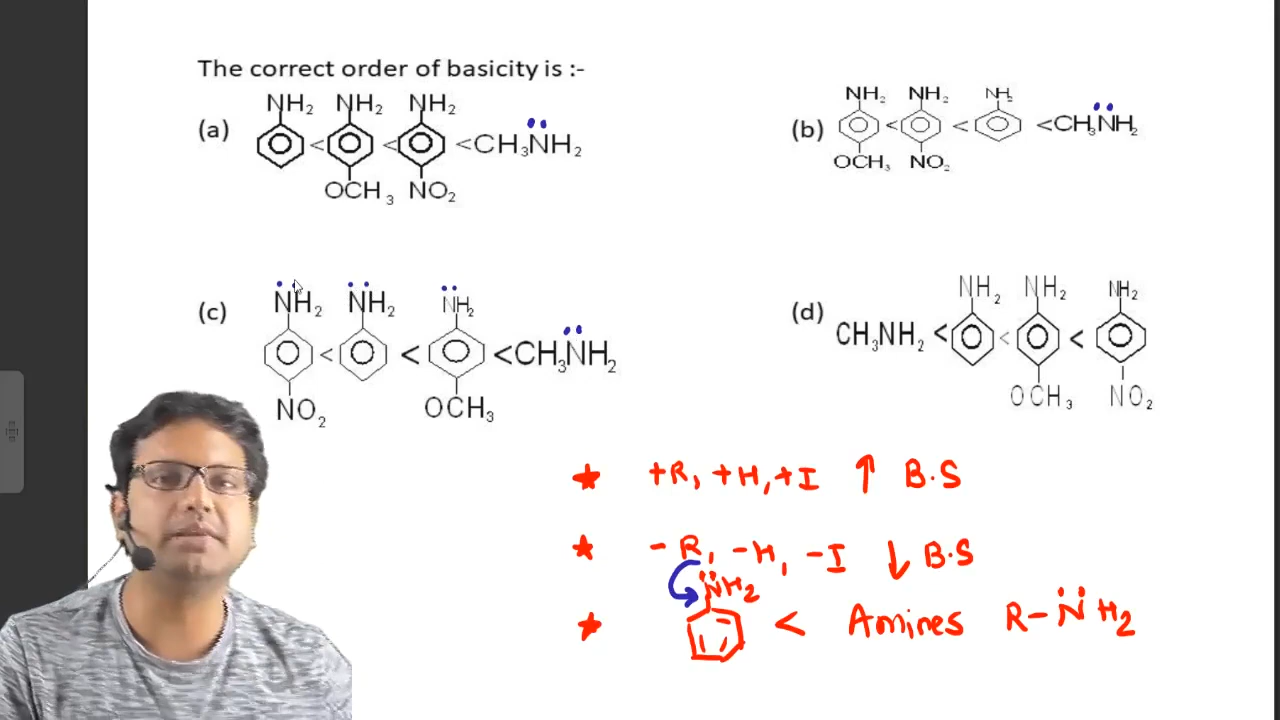 The correct order of basicity is :-
(a) NH2 < NH2 OCH3 < NH2 NO2 < CH3NH2
(b) NH2 OCH3 < NH2 NO2 < NH2 < CH3NH2
(c) NH2 NO2 < NH2 < NH2 OCH3 < CH3NH2
(d) CH3NH2 < NH2 < NH2 OCH3 < NH2 NO2
★ +R, +H, +I ↑ B.S
★ -R, -H, -I ↓ B.S
★ NH2 < Amines R-NH2